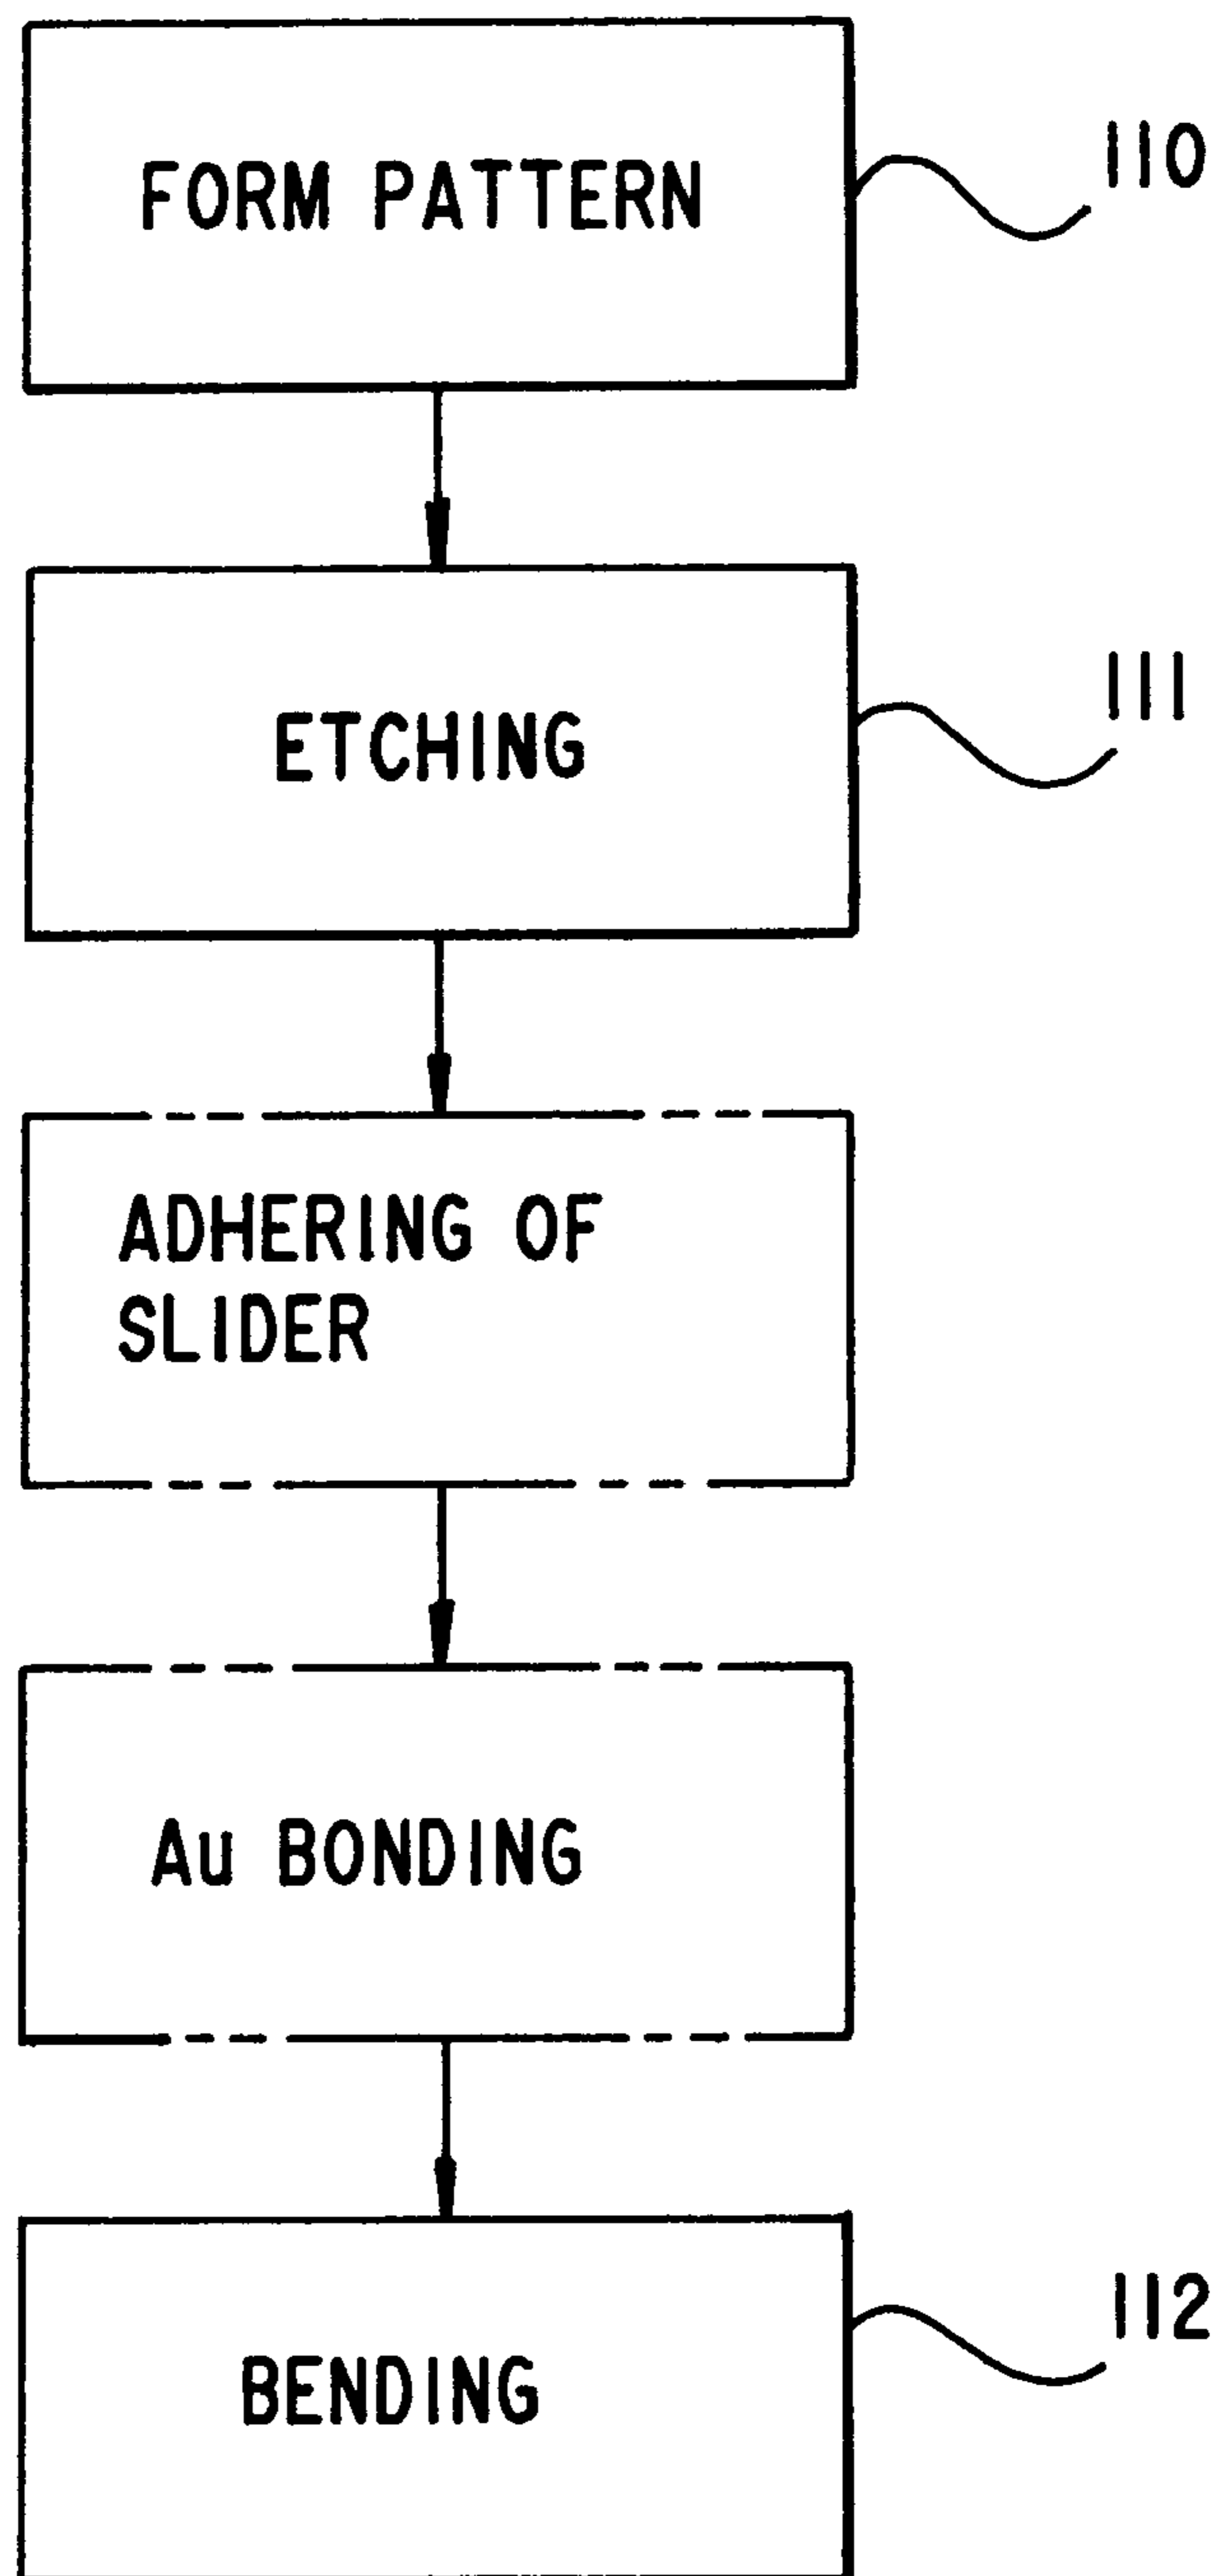 FORM PATTERN
110
ETCHING
111
ADHERING OF
SLIDER
Au BONDING
BENDING
112